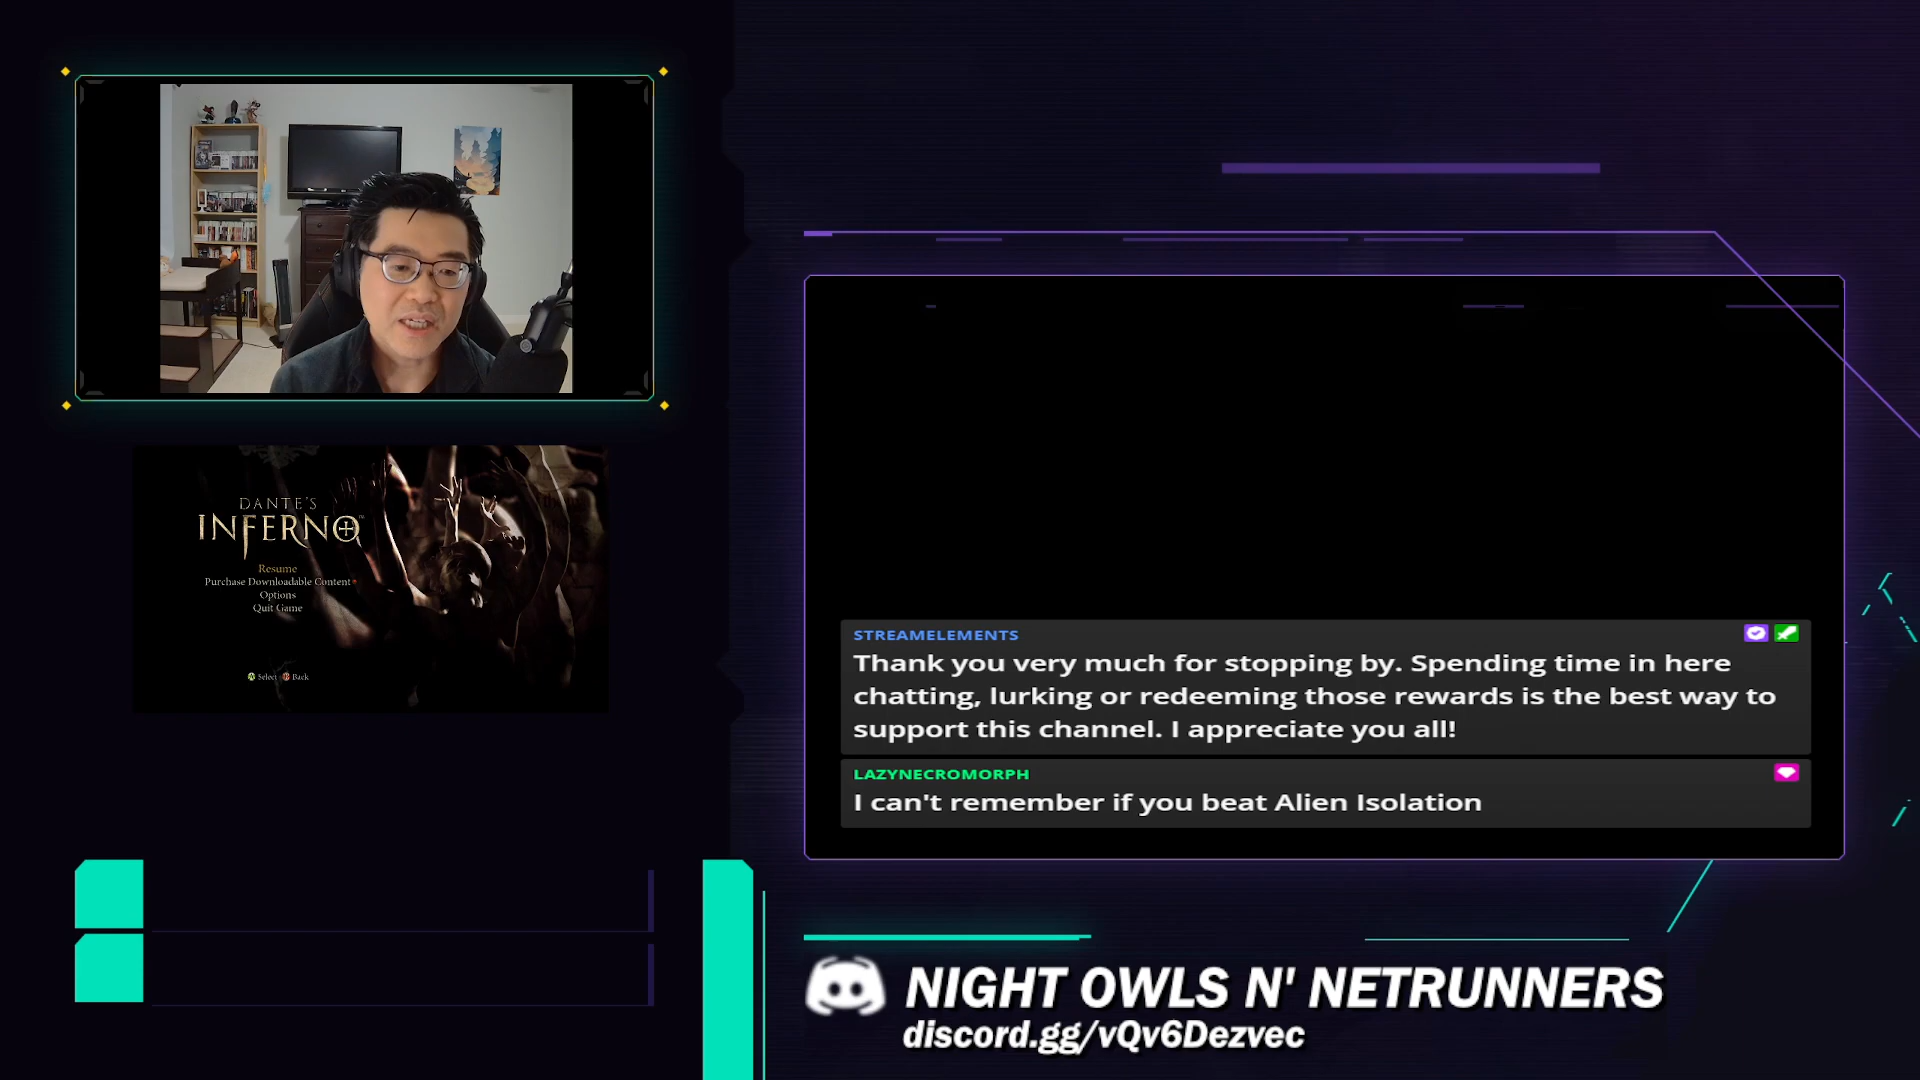 DANTE'S
INFERNO
Resume
Purchase Downloadable Content
Options
Quit Game
Select Back
STREAMELEMENTS
Thank you very much for stopping by. Spending time in here
chatting, lurking or redeeming those rewards is the best way to
support this channel. I appreciate you all!
LAZYNECROMORPH
I can't remember if you beat Alien Isolation
NIGHT OWLS N' NETRUNNERS
discord.gg/vQv6Dezvec